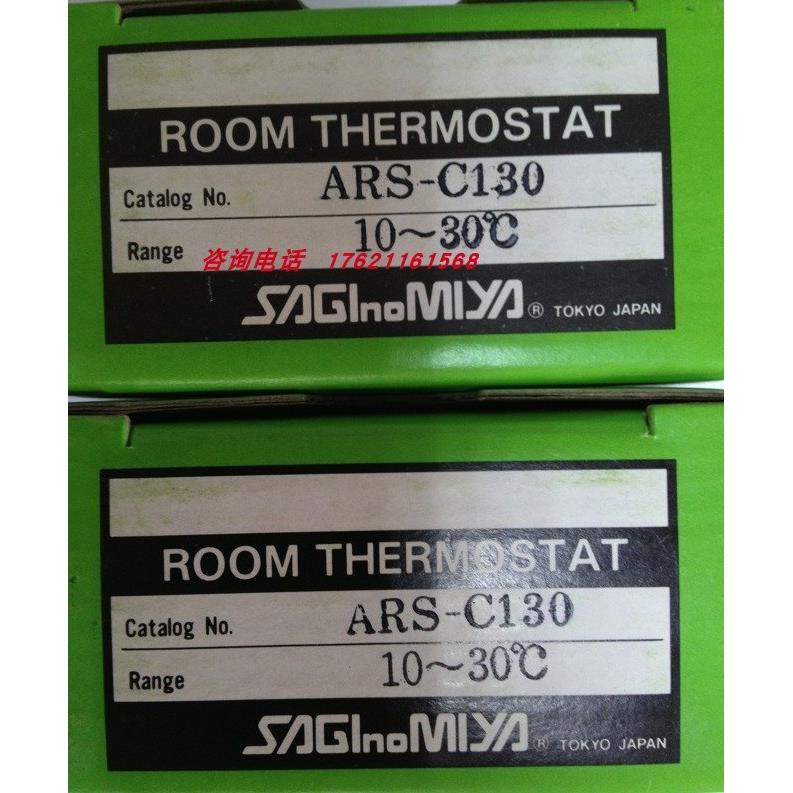 ROOM THERMOSTAT
Catalog No. ARS-C130
Range 10~30℃
咨询电话 17621161568
SAGInoMIYA ® TOKYO JAPAN
ROOM THERMOSTAT
Catalog No. ARS-C130
Range 10~30℃
SAGInoMIYA ® TOKYO JAPAN